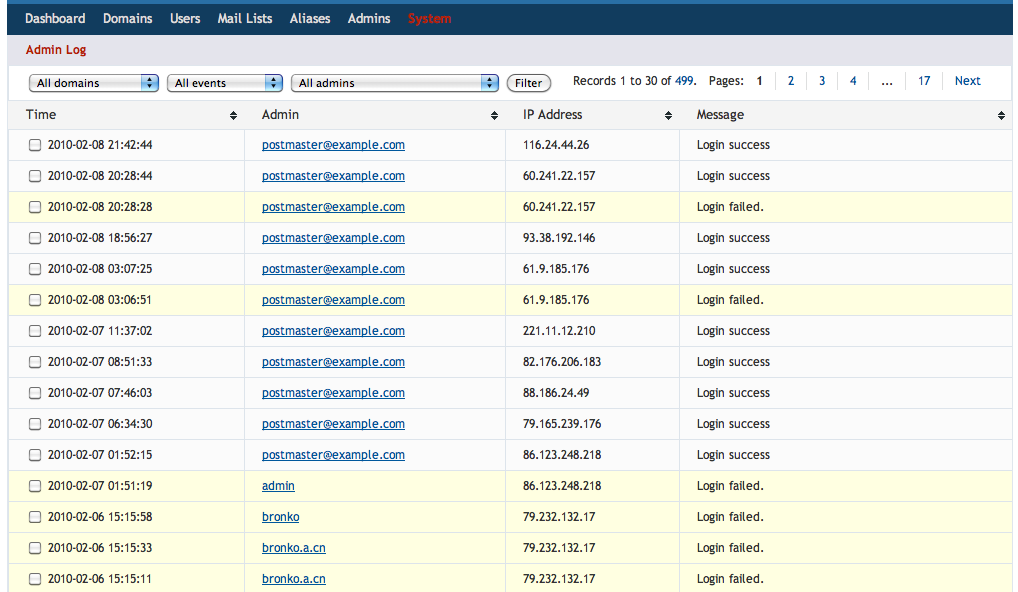 Dashboard Domains Users Mail Lists Aliases Admins System
Admin Log
All domains All events All admins Filter Records 1 to 30 of 499. Pages: 1 2 3 4 ... 17 Next
Time Admin IP Address Message
2010-02-08 21:42:44 postmaster@example.com 116.24.44.26 Login success
2010-02-08 20:28:44 postmaster@example.com 60.241.22.157 Login success
2010-02-08 20:28:28 postmaster@example.com 60.241.22.157 Login failed.
2010-02-08 18:56:27 postmaster@example.com 93.38.192.146 Login success
2010-02-08 03:07:25 postmaster@example.com 61.9.185.176 Login success
2010-02-08 03:06:51 postmaster@example.com 61.9.185.176 Login failed.
2010-02-07 11:37:02 postmaster@example.com 221.11.12.210 Login success
2010-02-07 08:51:33 postmaster@example.com 82.176.206.183 Login success
2010-02-07 07:46:03 postmaster@example.com 88.186.24.49 Login success
2010-02-07 06:34:30 postmaster@example.com 79.165.239.176 Login success
2010-02-07 01:52:15 postmaster@example.com 86.123.248.218 Login success
2010-02-07 01:51:19 admin 86.123.248.218 Login failed.
2010-02-06 15:15:58 bronko 79.232.132.17 Login failed.
2010-02-06 15:15:33 bronko.a.cn 79.232.132.17 Login failed.
2010-02-06 15:15:11 bronko.a.cn 79.232.132.17 Login failed.